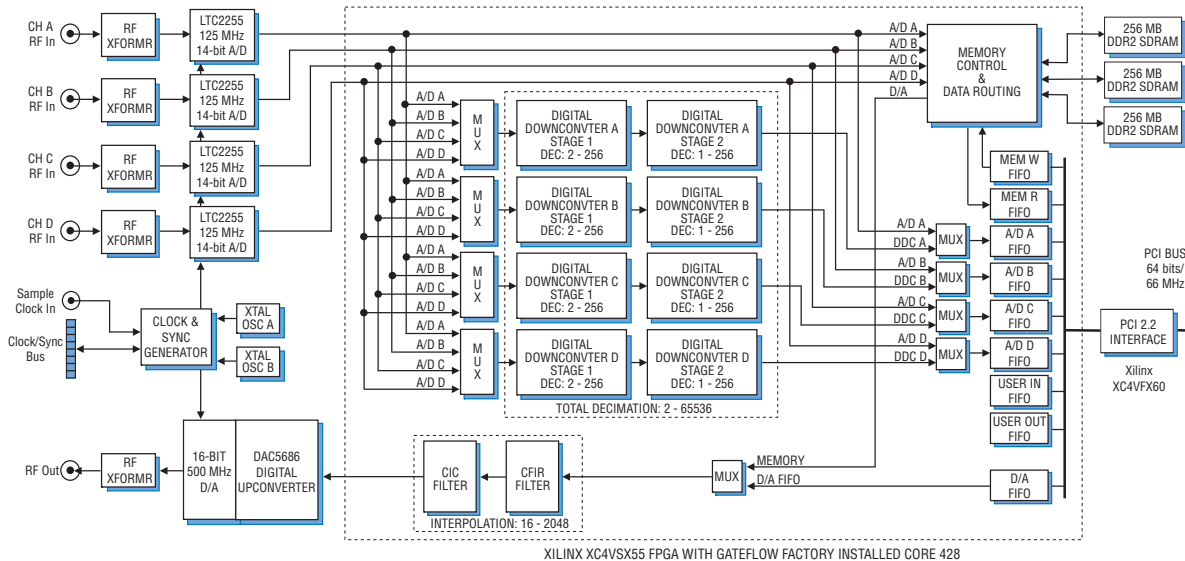 CH A
RF In
RF
XFORMR
LTC2255
125 MHz
14-bit A/D
CH B
RF In
RF
XFORMR
LTC2255
125 MHz
14-bit A/D
CH C
RF In
RF
XFORMR
LTC2255
125 MHz
14-bit A/D
CH D
RF In
RF
XFORMR
LTC2255
125 MHz
14-bit A/D
Sample
Clock In
Clock/Sync
Bus
CLOCK &
SYNC
GENERATOR
XTAL
OSC A
XTAL
OSC B
RF Out
RF
XFORMR
16-BIT
500 MHz
D/A
DAC5686
DIGITAL
UPCONVERTER
A/D A
A/D B
A/D C
A/D D
MUX
DIGITAL
DOWNCONVTER A
STAGE 1
DEC: 2 - 256
DIGITAL
DOWNCONVTER A
STAGE 2
DEC: 1 - 256
A/D A
A/D B
A/D C
A/D D
MUX
DIGITAL
DOWNCONVTER B
STAGE 1
DEC: 2 - 256
DIGITAL
DOWNCONVTER B
STAGE 2
DEC: 1 - 256
A/D A
A/D B
A/D C
A/D D
MUX
DIGITAL
DOWNCONVTER C
STAGE 1
DEC: 2 - 256
DIGITAL
DOWNCONVTER C
STAGE 2
DEC: 1 - 256
A/D A
A/D B
A/D C
A/D D
MUX
DIGITAL
DOWNCONVTER D
STAGE 1
DEC: 2 - 256
DIGITAL
DOWNCONVTER D
STAGE 2
DEC: 1 - 256
TOTAL DECIMATION: 2 - 65536
CIC
FILTER
CFIR
FILTER
INTERPOLATION: 16 - 2048
MUX
MEMORY
D/A FIFO
A/D A
A/D B
A/D C
A/D D
D/A
MEMORY
CONTROL
&
DATA ROUTING
256 MB
DDR2 SDRAM
256 MB
DDR2 SDRAM
256 MB
DDR2 SDRAM
MEM W
FIFO
MEM R
FIFO
A/D A
DDC A
MUX
A/D A
FIFO
A/D B
DDC B
MUX
A/D B
FIFO
A/D C
DDC C
MUX
A/D C
FIFO
A/D D
DDC D
MUX
A/D D
FIFO
USER IN
FIFO
USER OUT
FIFO
D/A
FIFO
PCI BUS
64 bits/
66 MHz
PCI 2.2
INTERFACE
Xilinx
XC4VFX60
XILINX XC4VSX55 FPGA WITH GATEFLOW FACTORY INSTALLED CORE 428